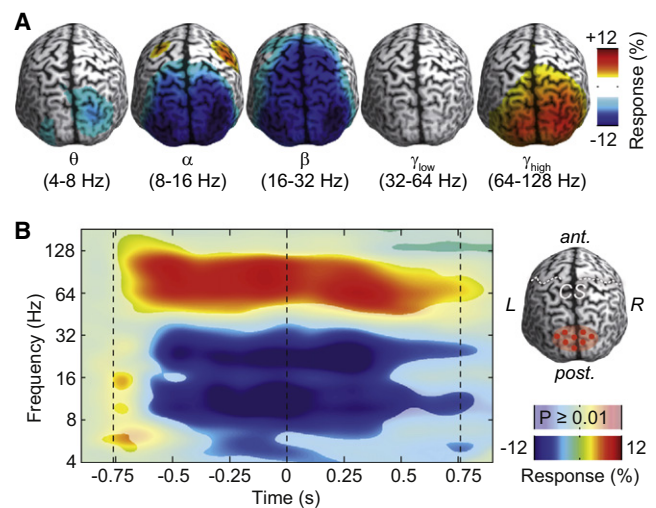 A
+12
-12
Response (%)
θ
(4-8 Hz)
α
(8-16 Hz)
β
(16-32 Hz)
γlow
(32-64 Hz)
γhigh
(64-128 Hz)
B
Frequency (Hz)
128
64
32
16
8
4
-0.75
-0.5
-0.25
0
0.25
0.5
0.75
Time (s)
ant.
CS
L
R
post.
P ≥ 0.01
-12
12
Response (%)